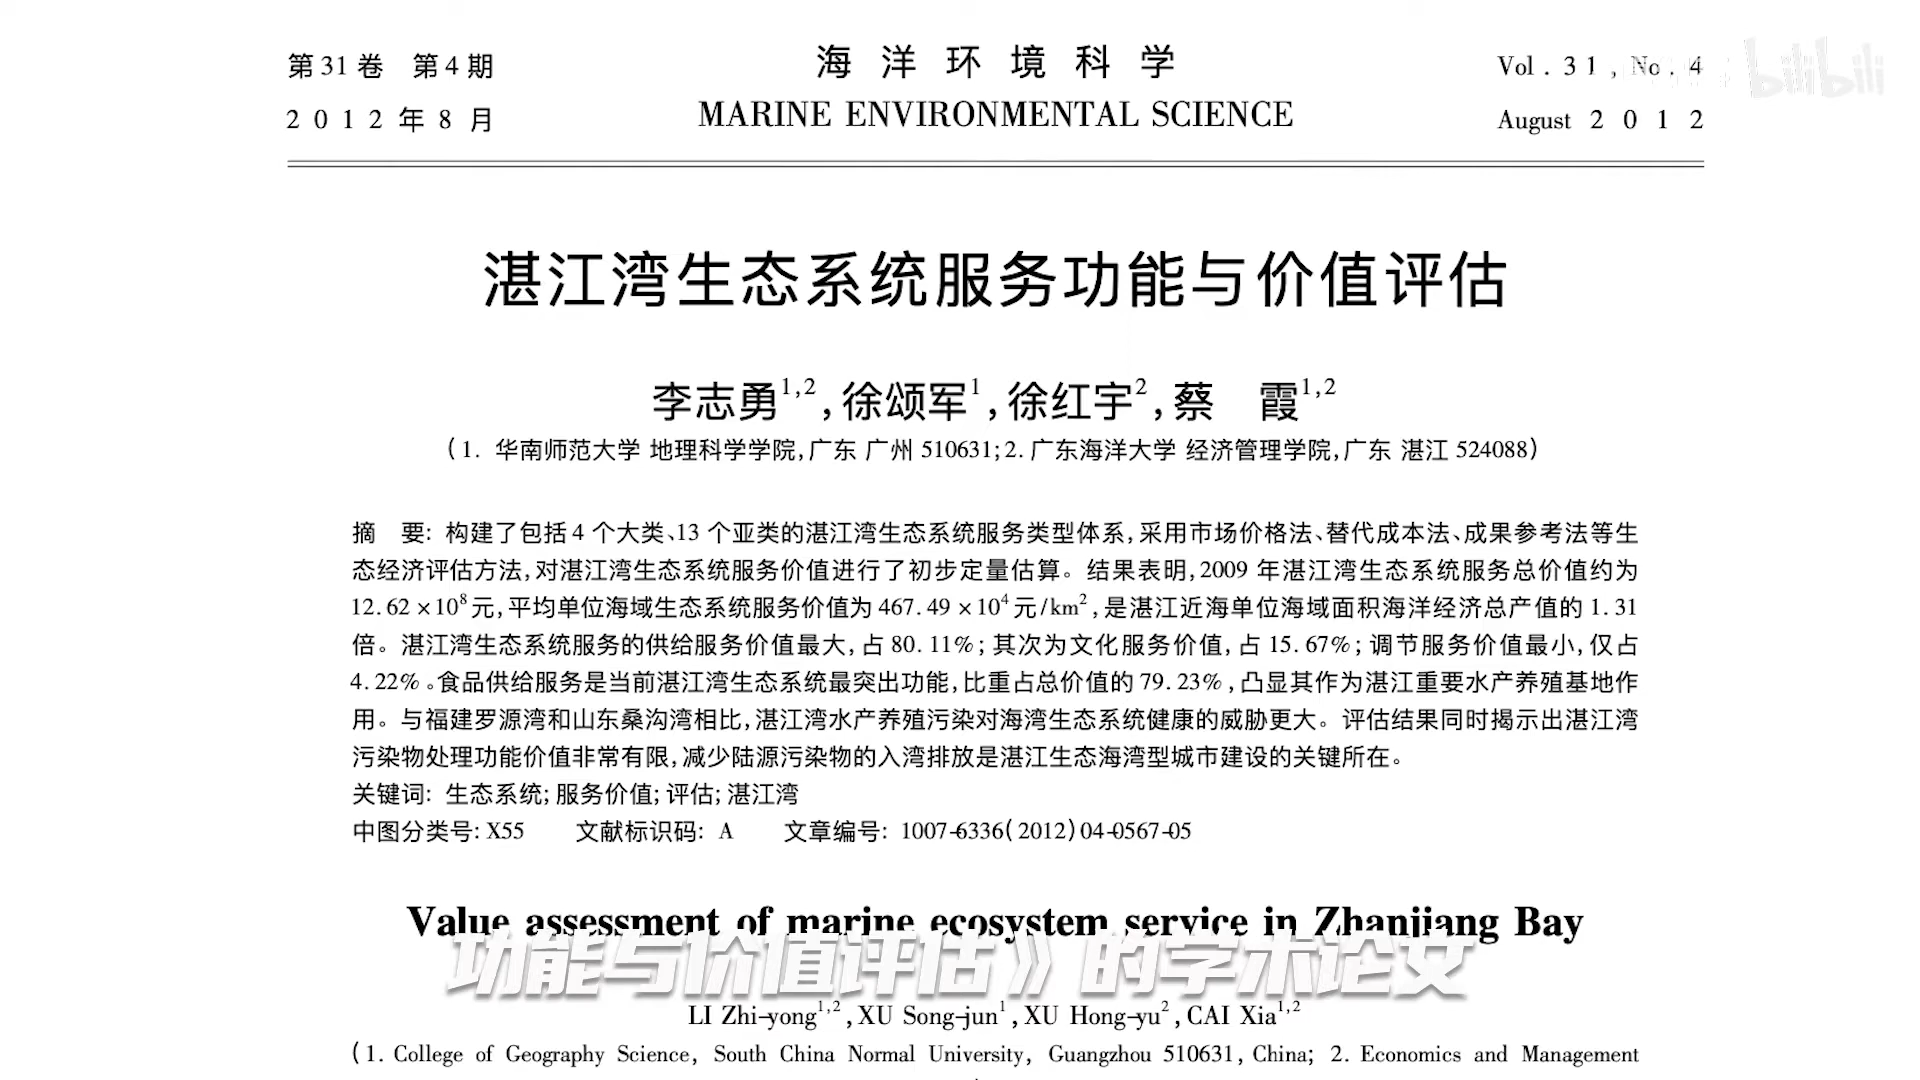 第31卷 第4期
海洋环境科学
Vol.31, No.4
bilibili
2012年8月
MARINE ENVIRONMENTAL SCIENCE
August 2012
湛江湾生态系统服务功能与价值评估
李志勇1,2,徐颂军1,徐红宇2,蔡 霞1,2
(1. 华南师范大学 地理科学学院,广东 广州 510631;2. 广东海洋大学 经济管理学院,广东 湛江 524088)
摘 要: 构建了包括4个大类、13个亚类的湛江湾生态系统服务类型体系,采用市场价格法、替代成本法、成果参考法等生
态经济评估方法,对湛江湾生态系统服务价值进行了初步定量估算。结果表明,2009年湛江湾生态系统服务总价值约为
12.62×10⁸元,平均单位海域生态系统服务价值为467.49×10⁴元/km²,是湛江近海单位海域面积海洋经济总产值的1.31
倍。湛江湾生态系统服务的供给服务价值最大,占80.11%;其次为文化服务价值,占15.67%;调节服务价值最小,仅占
4.22%。食品供给服务是当前湛江湾生态系统最突出功能,比重占总价值的79.23%,凸显其作为湛江重要水产养殖基地作
用。与福建罗源湾和山东桑沟湾相比,湛江湾水产养殖污染对海湾生态系统健康的威胁更大。评估结果同时揭示出湛江湾
污染物处理功能价值非常有限,减少陆源污染物的入湾排放是湛江生态海湾型城市建设的关键所在。
关键词: 生态系统;服务价值;评估;湛江湾
中图分类号: X55 文献标识码: A 文章编号: 1007-6336(2012)04-0567-05
Value assessment of marine ecosystem service in Zhanjiang Bay
功能与价值评估》的学术论文
LI Zhi-yong1,2,XU Song-jun1,XU Hong-yu2,CAI Xia1,2
(1. College of Geography Science, South China Normal University, Guangzhou 510631,China; 2. Economics and Management